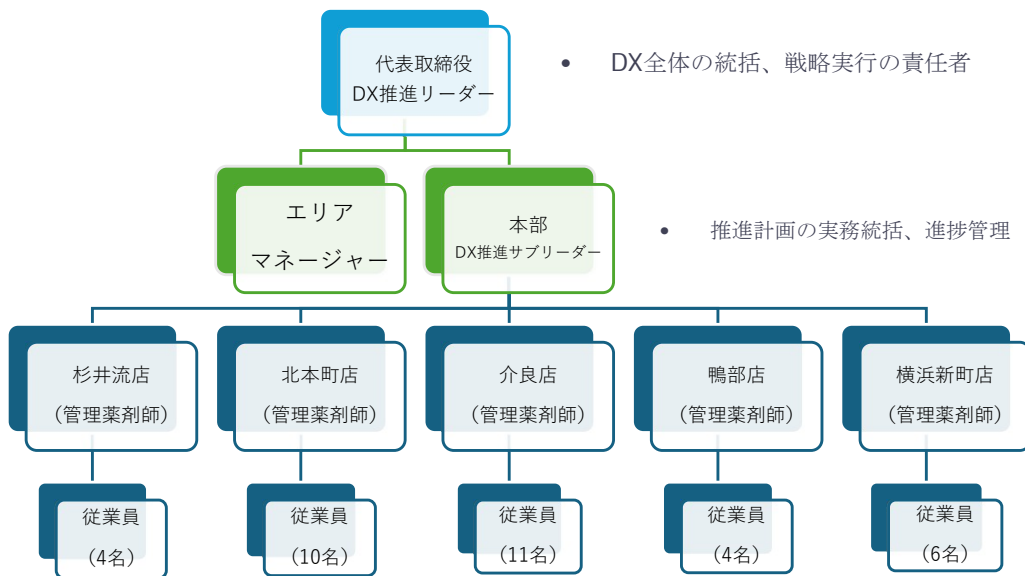 代表取締役
DX推進リーダー
• DX全体の統括、戦略実行の責任者
エリア
マネージャー
本部
DX推進サブリーダー
• 推進計画の実務統括、進捗管理
杉井流店
（管理薬剤師）
北本町店
（管理薬剤師）
介良店
（管理薬剤師）
鴨部店
（管理薬剤師）
横浜新町店
（管理薬剤師）
従業員
（4名）
従業員
（10名）
従業員
（11名）
従業員
（4名）
従業員
（6名）